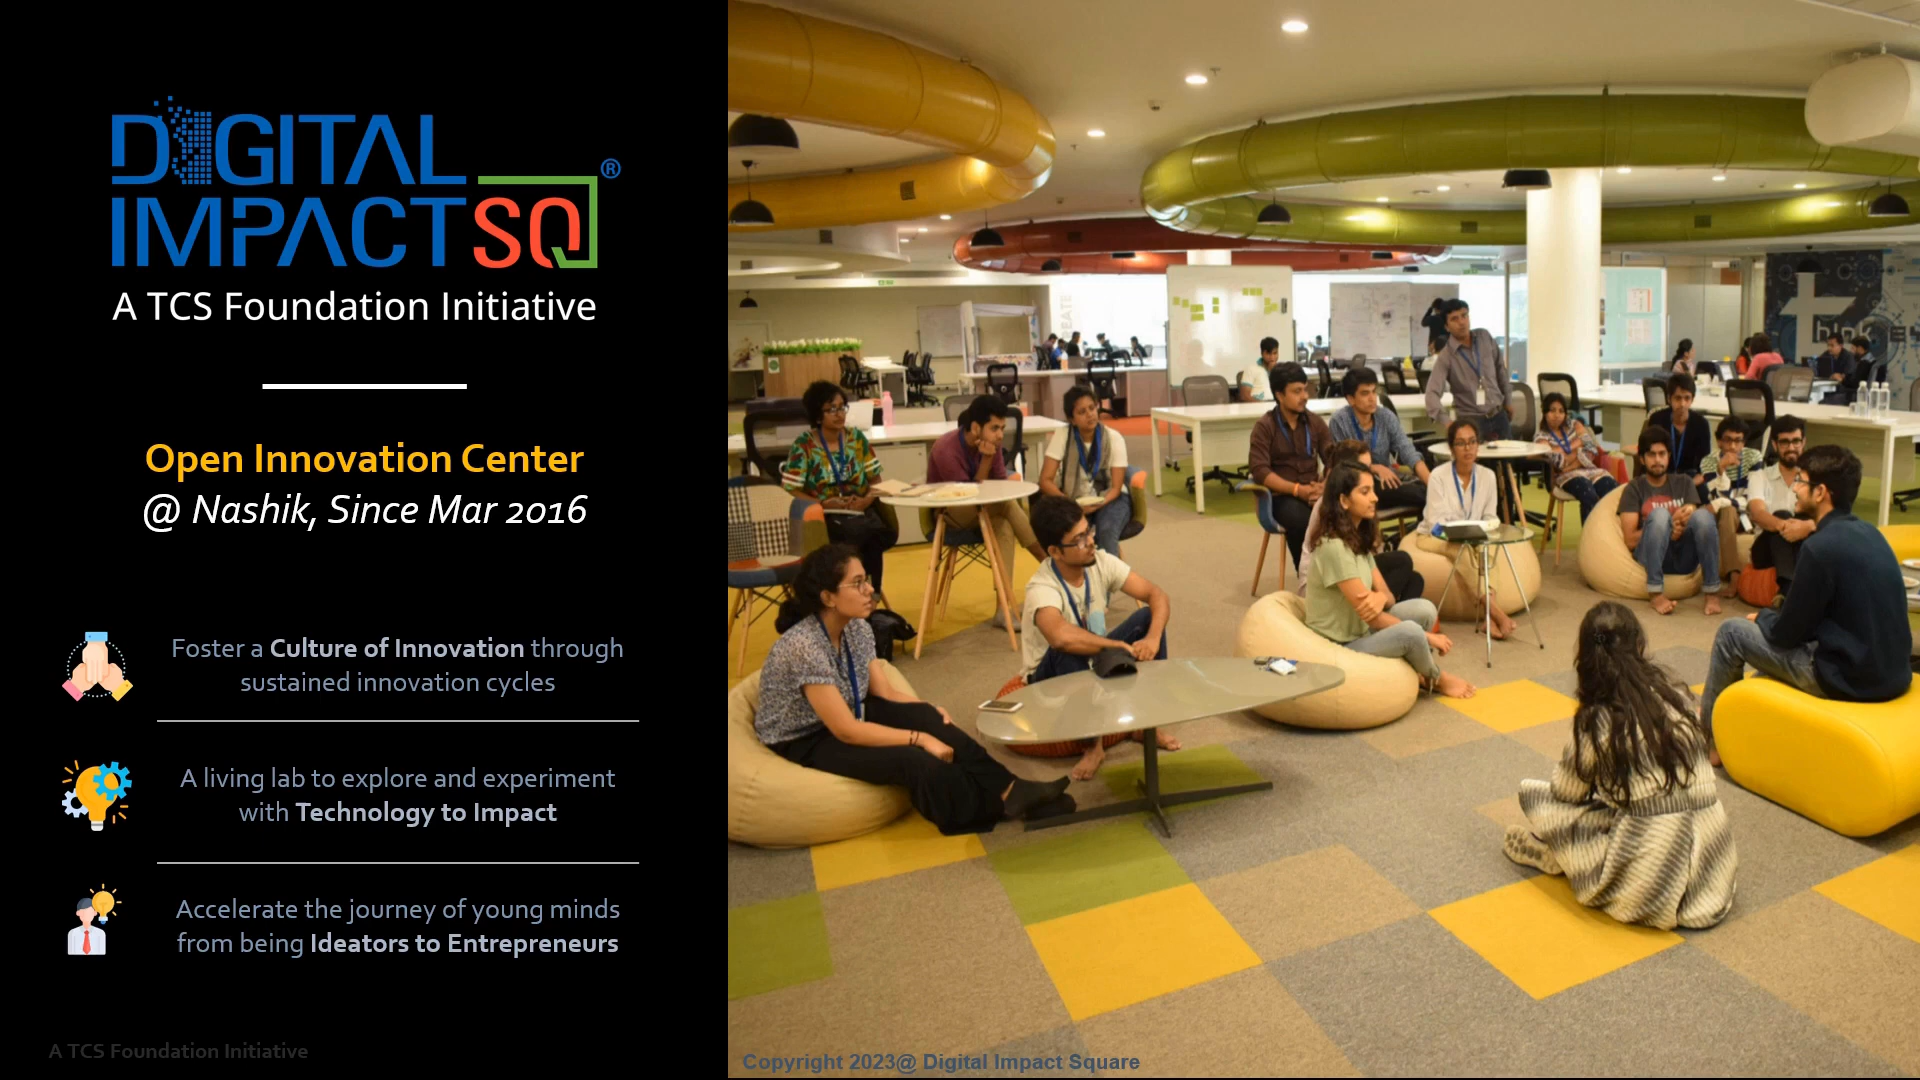 DIGITAL
IMPACT SQ®
A TCS Foundation Initiative
Open Innovation Center
@ Nashik, Since Mar 2016
Foster a Culture of Innovation through
sustained innovation cycles
A living lab to explore and experiment
with Technology to Impact
Accelerate the journey of young minds
from being Ideators to Entrepreneurs
A TCS Foundation Initiative
Copyright 2023@ Digital Impact Square